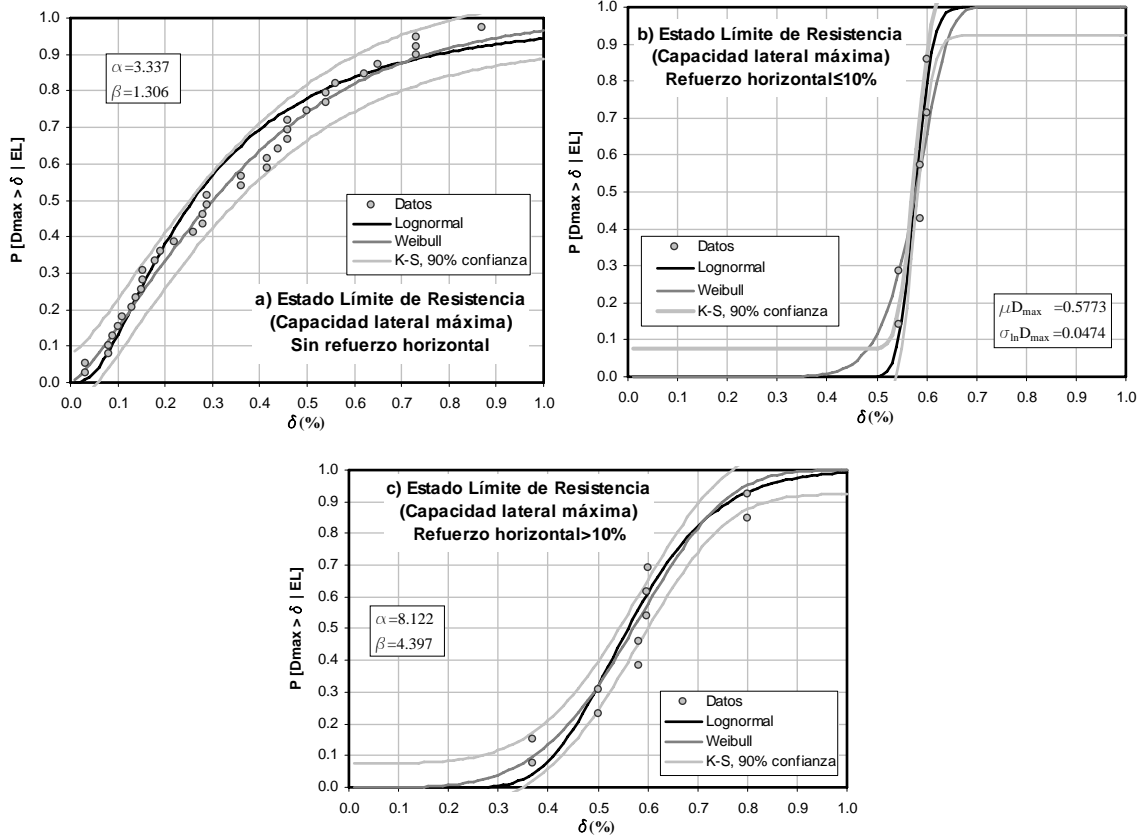 1.0
0.9
0.8
0.7
0.6
0.5
0.4
0.3
0.2
0.1
0.0
P [Dmax > δ | EL]
α=3.337
β=1.306
Datos
Lognormal
Weibull
K-S, 90% confianza
a) Estado Límite de Resistencia
(Capacidad lateral máxima)
Sin refuerzo horizontal
0.0 0.1 0.2 0.3 0.4 0.5 0.6 0.7 0.8 0.9 1.0
δ(%)
1.0
0.9
0.8
0.7
0.6
0.5
0.4
0.3
0.2
0.1
0.0
P [Dmax > δ | EL]
b) Estado Límite de Resistencia
(Capacidad lateral máxima)
Refuerzo horizontal≤10%
Datos
Lognormal
Weibull
K-S, 90% confianza
μDmax =0.5773
σlnDmax=0.0474
0.0 0.1 0.2 0.3 0.4 0.5 0.6 0.7 0.8 0.9 1.0
δ(%)
1.0
0.9
0.8
0.7
0.6
0.5
0.4
0.3
0.2
0.1
0.0
P [Dmax > δ | EL]
c) Estado Límite de Resistencia
(Capacidad lateral máxima)
Refuerzo horizontal>10%
α=8.122
β=4.397
Datos
Lognormal
Weibull
K-S, 90% confianza
0.0 0.1 0.2 0.3 0.4 0.5 0.6 0.7 0.8 0.9 1.0
δ(%)